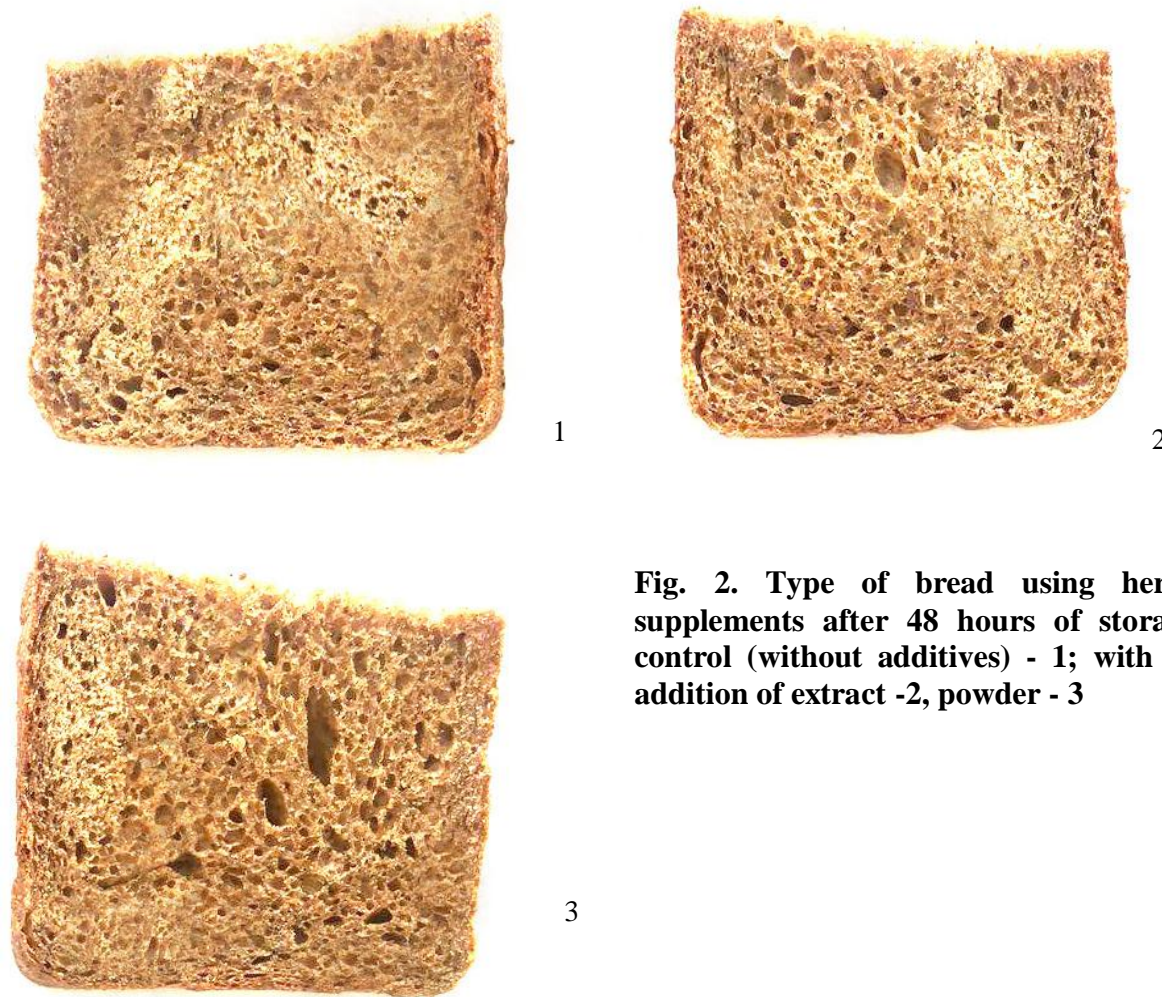 1
2
Fig. 2. Type of bread using her
supplements after 48 hours of stora
control (without additives) - 1; with
addition of extract -2, powder - 3
3